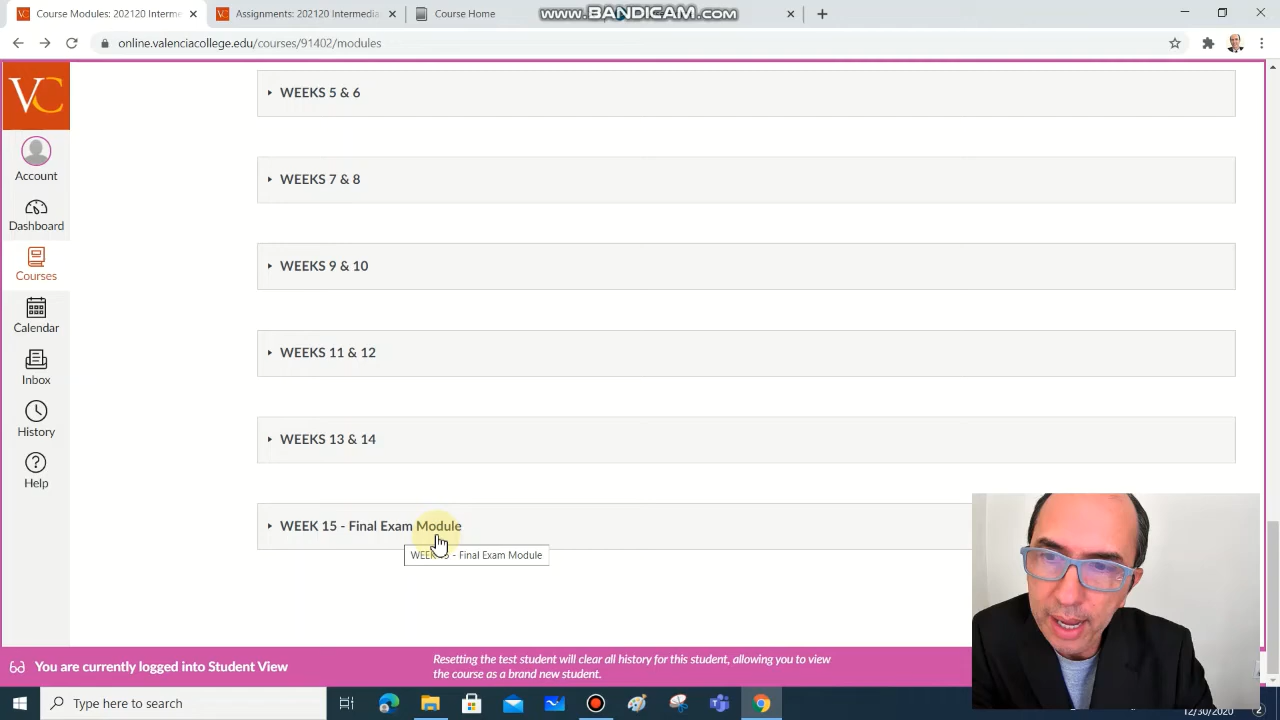 Course Modules: 202120 Intermedi
Assignments: 202120 Intermedia
Course Home
www.BANDICAM.com
online.valenciacollege.edu/courses/91402/modules
VC
Account
Dashboard
Courses
Calendar
Inbox
History
Help
WEEKS 5 & 6
WEEKS 7 & 8
WEEKS 9 & 10
WEEKS 11 & 12
WEEKS 13 & 14
WEEK 15 - Final Exam Module
WEEK - Final Exam Module
You are currently logged into Student View
Resetting the test student will clear all history for this student, allowing you to view
the course as a brand new student.
Type here to search
12/30/2020
2